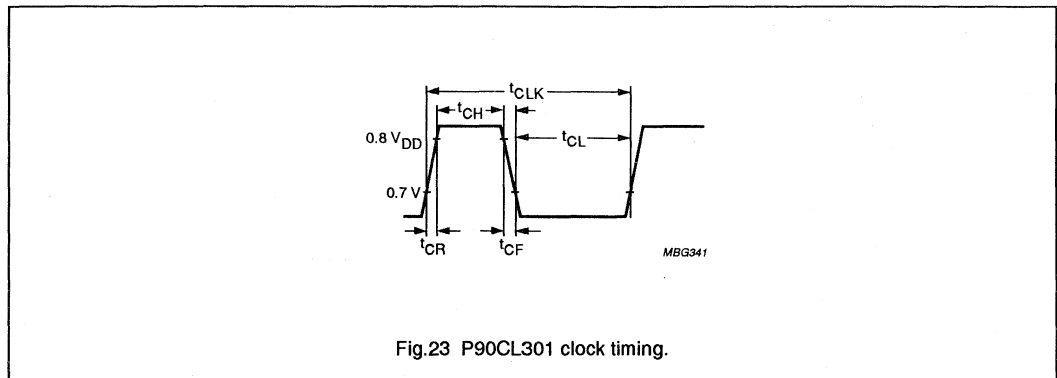 tCLK
tCH
0.8 VDD
tCL
0.7 V
tCR
tCF
MBG341
Fig.23 P90CL301 clock timing.